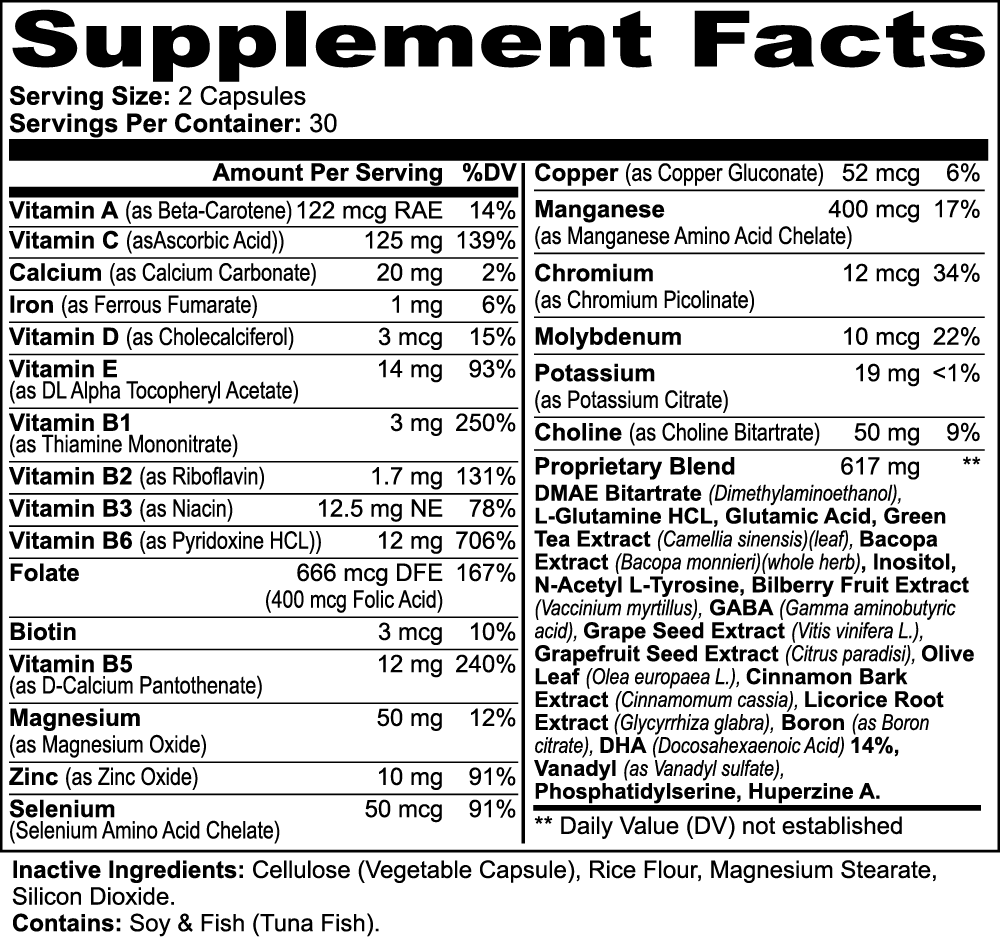 Supplement Facts
Serving Size: 2 Capsules
Servings Per Container: 30
Amount Per Serving %DV
Vitamin A (as Beta-Carotene) 122 mcg RAE 14%
Vitamin C (asAscorbic Acid)) 125 mg 139%
Calcium (as Calcium Carbonate) 20 mg 2%
Iron (as Ferrous Fumarate) 1 mg 6%
Vitamin D (as Cholecalciferol) 3 mcg 15%
Vitamin E 14 mg 93%
(as DL Alpha Tocopheryl Acetate)
Vitamin B1 3 mg 250%
(as Thiamine Mononitrate)
Vitamin B2 (as Riboflavin) 1.7 mg 131%
Vitamin B3 (as Niacin) 12.5 mg NE 78%
Vitamin B6 (as Pyridoxine HCL)) 12 mg 706%
Folate 666 mcg DFE 167%
(400 mcg Folic Acid)
Biotin 3 mcg 10%
Vitamin B5 12 mg 240%
(as D-Calcium Pantothenate)
Magnesium 50 mg 12%
(as Magnesium Oxide)
Zinc (as Zinc Oxide) 10 mg 91%
Selenium 50 mcg 91%
(Selenium Amino Acid Chelate)
Copper (as Copper Gluconate) 52 mcg 6%
Manganese 400 mcg 17%
(as Manganese Amino Acid Chelate)
Chromium 12 mcg 34%
(as Chromium Picolinate)
Molybdenum 10 mcg 22%
Potassium 19 mg <1%
(as Potassium Citrate)
Choline (as Choline Bitartrate) 50 mg 9%
Proprietary Blend 617 mg **
DMAE Bitartrate (Dimethylaminoethanol),
L-Glutamine HCL, Glutamic Acid, Green
Tea Extract (Camellia sinensis)(leaf), Bacopa
Extract (Bacopa monnieri)(whole herb), Inositol,
N-Acetyl L-Tyrosine, Bilberry Fruit Extract
(Vaccinium myrtillus), GABA (Gamma aminobutyric
acid), Grape Seed Extract (Vitis vinifera L.),
Grapefruit Seed Extract (Citrus paradisi), Olive
Leaf (Olea europaea L.), Cinnamon Bark
Extract (Cinnamomum cassia), Licorice Root
Extract (Glycyrrhiza glabra), Boron (as Boron
citrate), DHA (Docosahexaenoic Acid) 14%,
Vanadyl (as Vanadyl sulfate),
Phosphatidylserine, Huperzine A.
** Daily Value (DV) not established
Inactive Ingredients: Cellulose (Vegetable Capsule), Rice Flour, Magnesium Stearate,
Silicon Dioxide.
Contains: Soy & Fish (Tuna Fish).